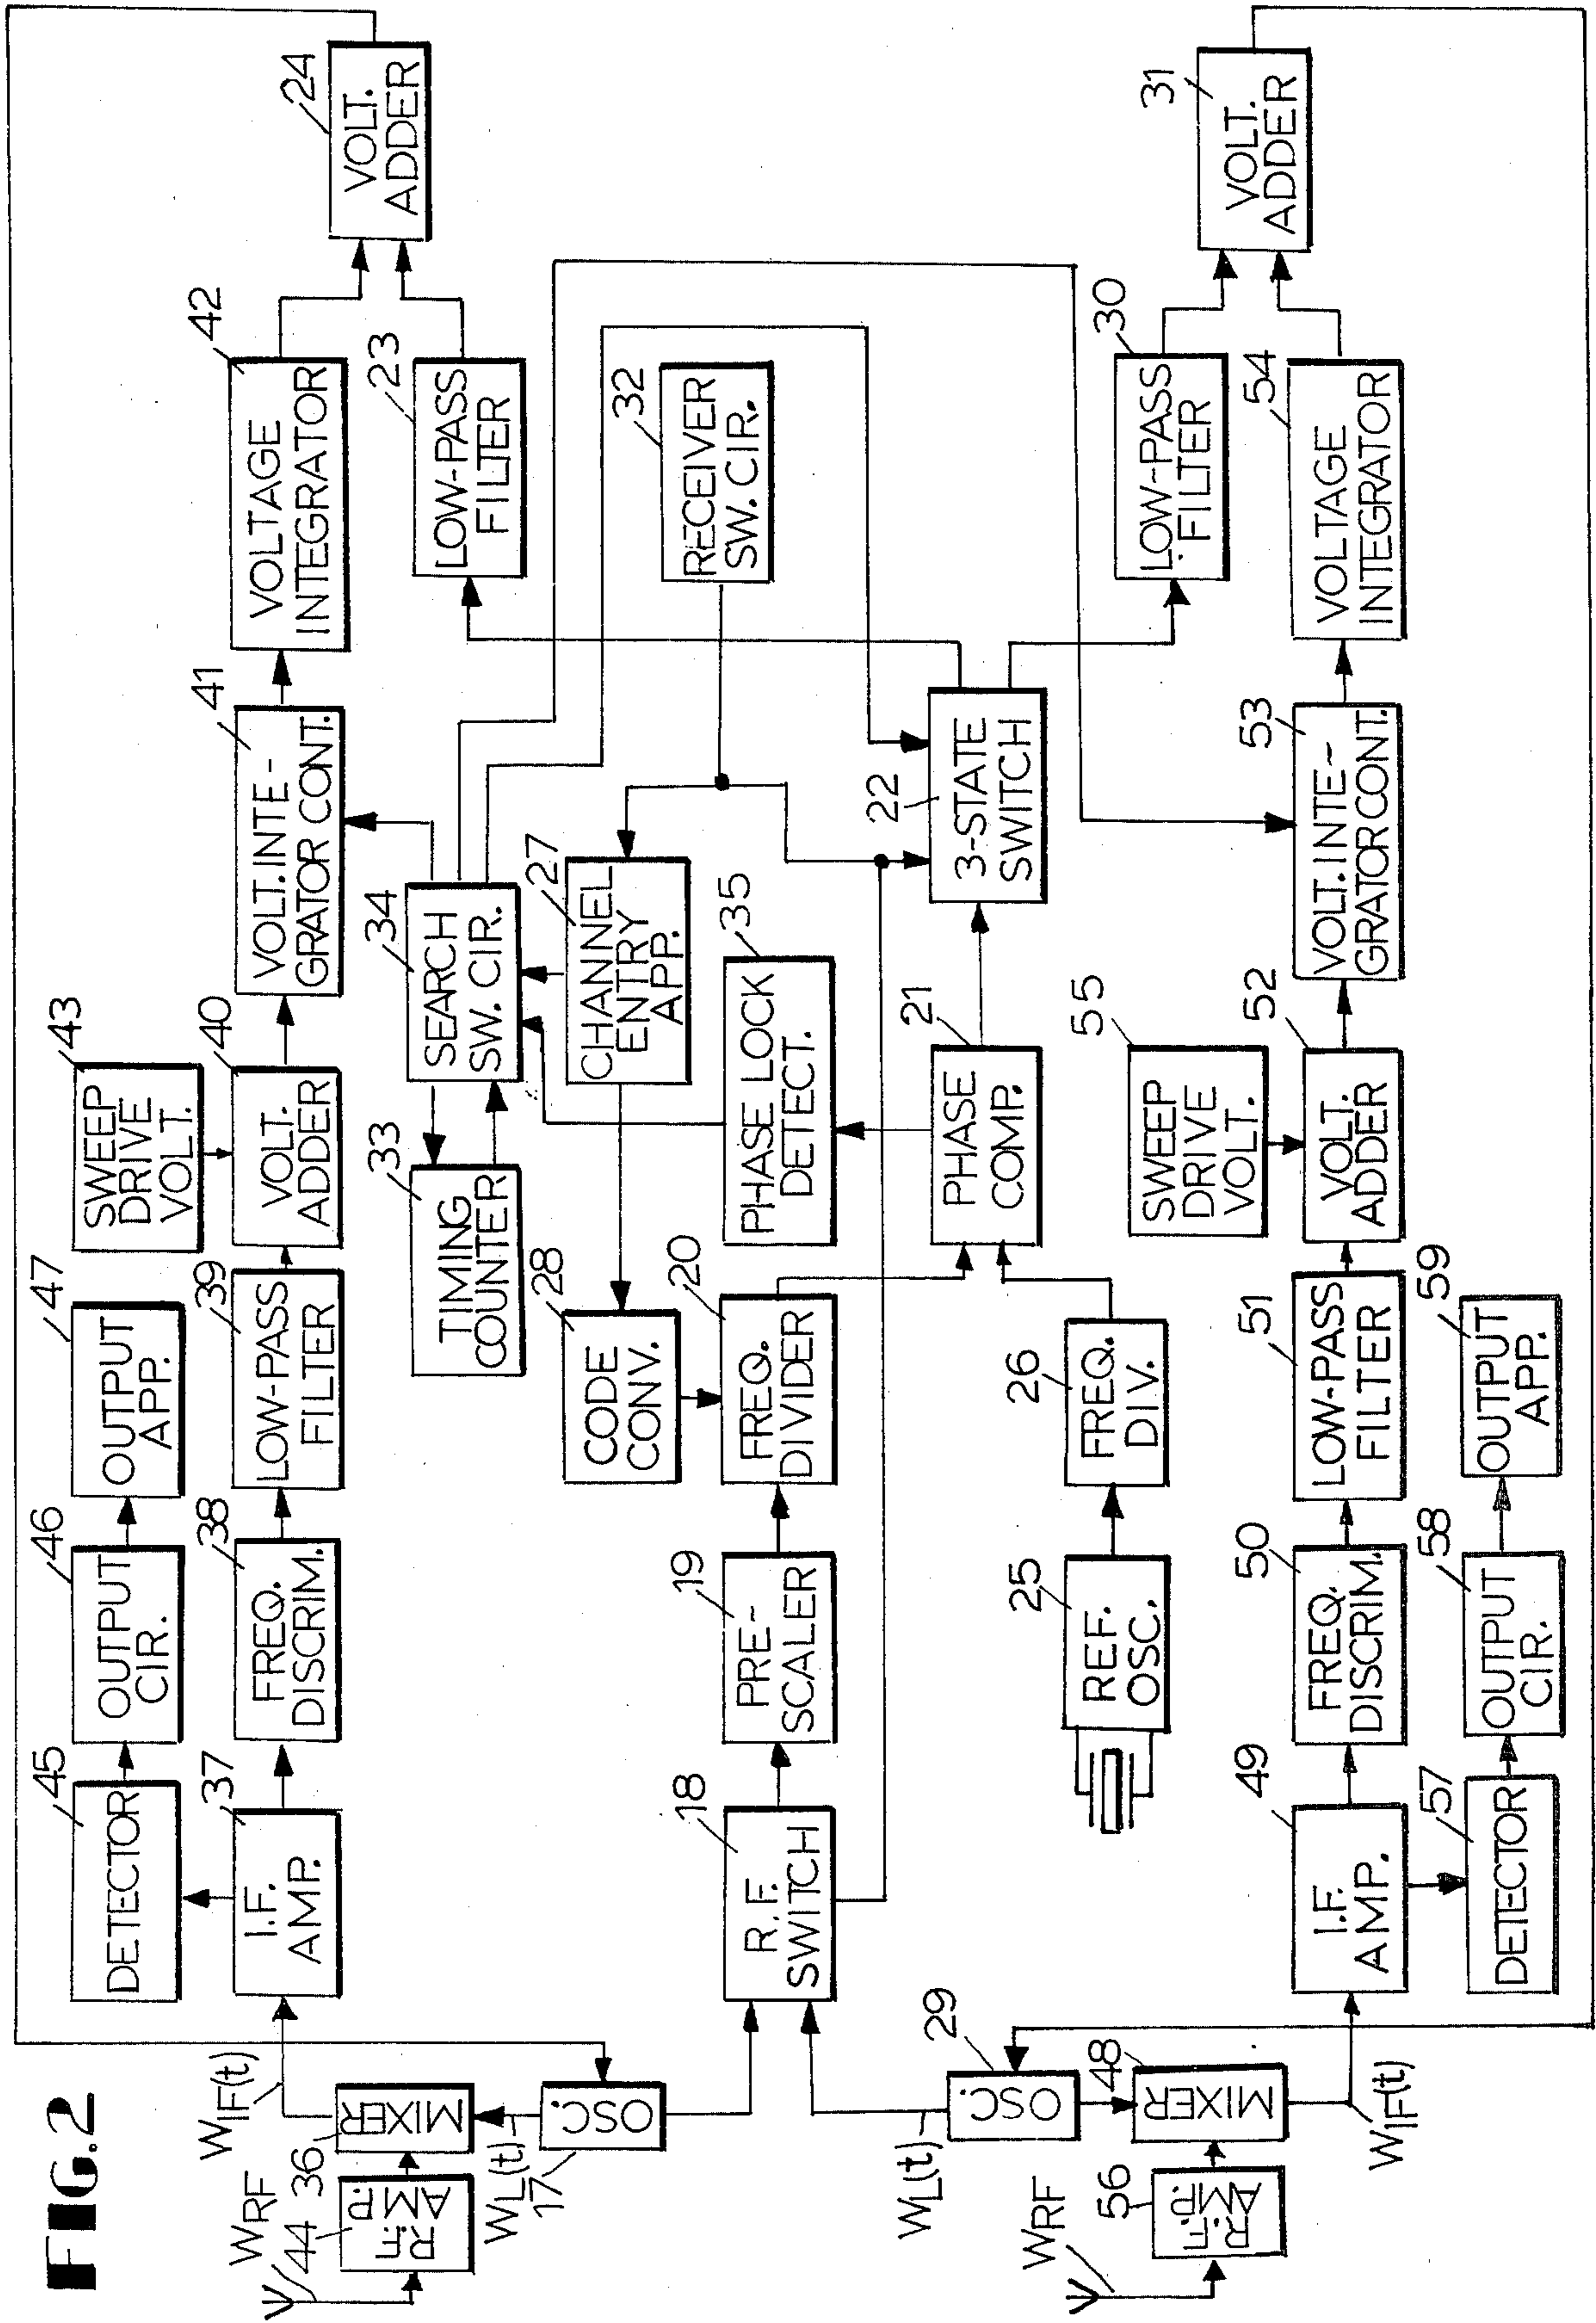 FIG.2
24
VOLT.
ADDER
42
VOLTAGE
INTEGRATOR
23
LOW-PASS
FILTER
41
VOLT. INTE-
GRATOR CONT.
43
SWEEP
DRIVE
VOLT.
40
VOLT.
ADDER
47
OUTPUT
APP.
39
LOW-PASS
FILTER
46
OUTPUT
CIR.
38
FREQ.
DISCRIM.
45
DETECTOR
37
I.F.
AMP.
WIF(t)
36
MIXER
WRF
44
R.F.
AMP.
WL(t)
17
OSC.
32
RECEIVER
SW. CIR.
34
SEARCH
SW. CIR.
27
CHANNEL
ENTRY
APP.
33
TIMING
COUNTER
28
CODE
CONV.
35
PHASE LOCK
DETECT.
20
FREQ.
DIVIDER
19
PRE-
SCALER
18
R.F.
SWITCH
22
3-STATE
SWITCH
21
PHASE
COMP.
26
FREQ.
DIV.
25
REF.
OSC.
31
VOLT.
ADDER
30
LOW-PASS
FILTER
54
VOLTAGE
INTEGRATOR
53
VOLT. INTE-
GRATOR CONT.
55
SWEEP
DRIVE
VOLT.
52
VOLT.
ADDER
51
LOW-PASS
FILTER
59
OUTPUT
APP.
50
FREQ.
DISCRIM.
58
OUTPUT
CIR.
49
I.F.
AMP.
57
DETECTOR
29
OSC.
WL(t)
48
MIXER
WIF(t)
WRF
56
R.F.
AMP.